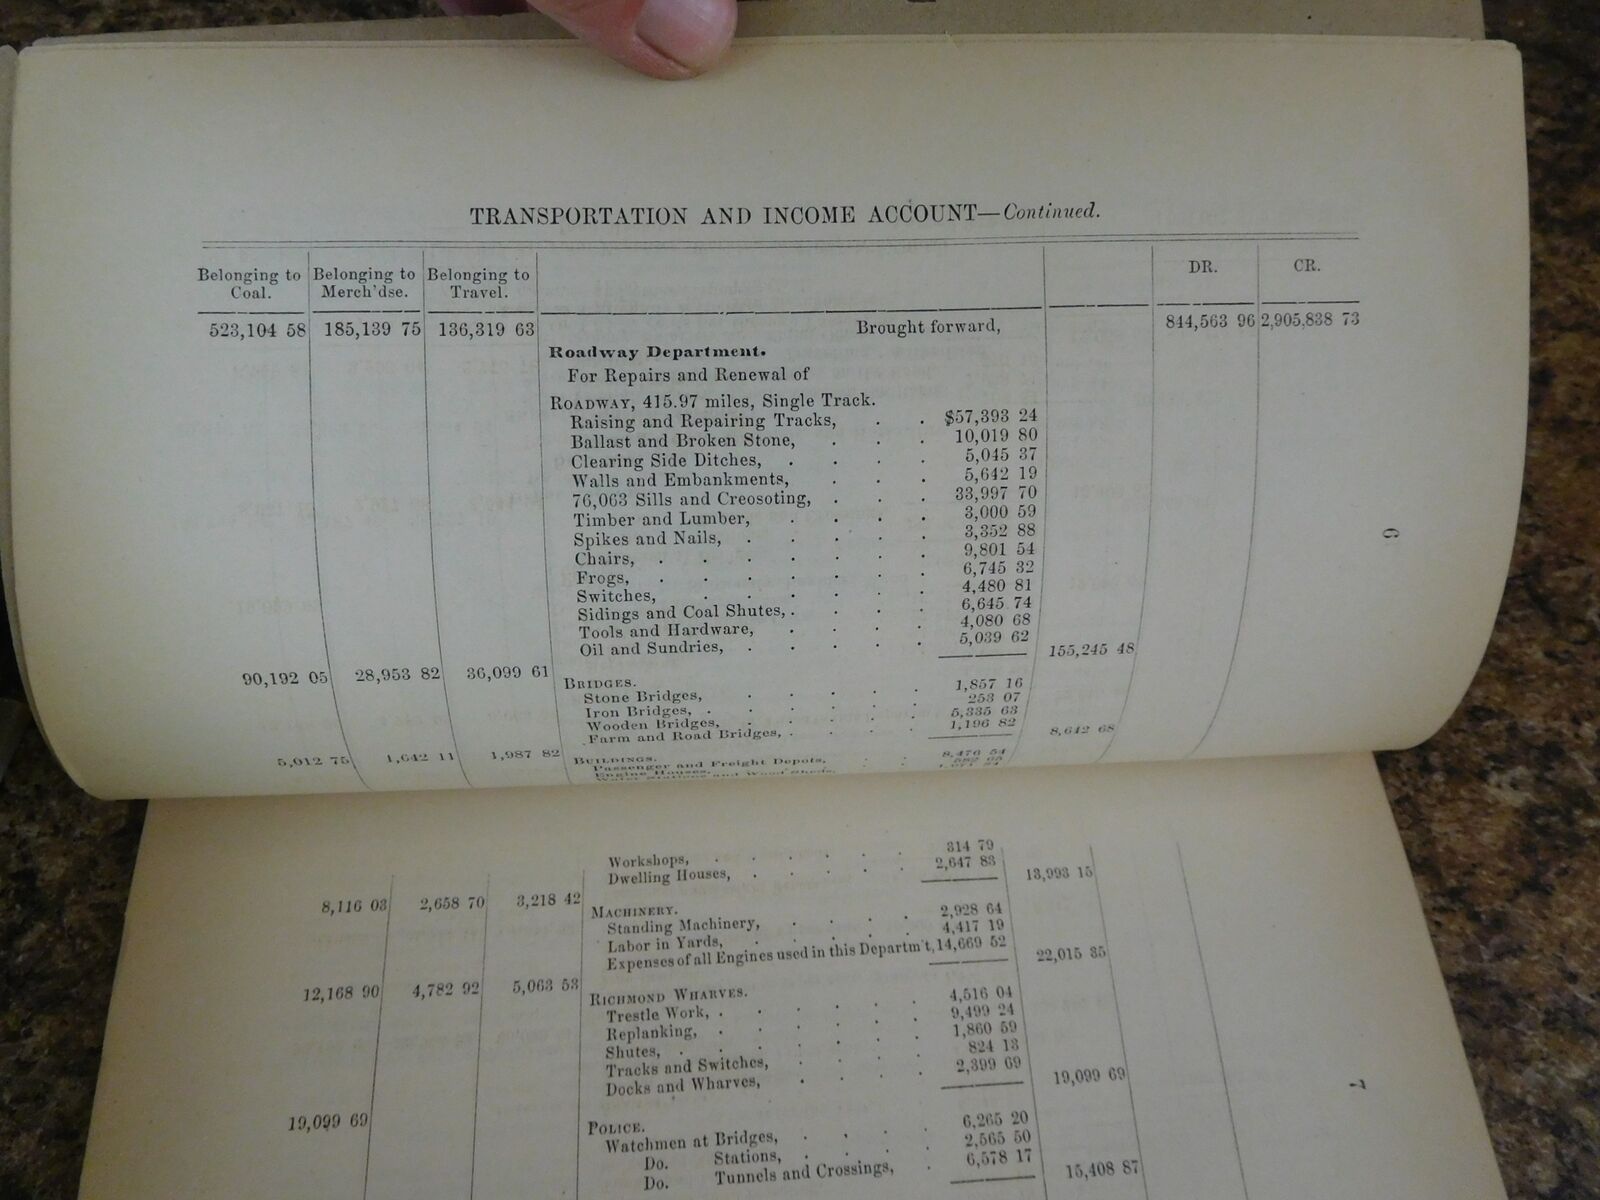 TRANSPORTATION AND INCOME ACCOUNT—Continued.
Belonging to Coal. Belonging to Merch'dse. Belonging to Travel. DR. CR.
523,104 58 185,139 75 136,319 63 Brought forward, 844,563 96 2,905,838 73
Roadway Department.
For Repairs and Renewal of
ROADWAY, 415.97 miles, Single Track.
Raising and Repairing Tracks, . . $57,393 24
Ballast and Broken Stone, . . . 10,019 80
Clearing Side Ditches, . . . . 5,045 37
Walls and Embankments, . . . 5,642 19
76,063 Sills and Creosoting, . . . 33,997 70
Timber and Lumber, . . . . 3,000 59
Spikes and Nails, . . . . . 3,352 88
Chairs, . . . . . . . 9,801 54
Frogs, . . . . . . . 6,745 32
Switches, . . . . . . 4,480 81
Sidings and Coal Shutes, . . . . 6,645 74
Tools and Hardware, . . . . 4,080 68
Oil and Sundries, . . . . . 5,039 62
90,192 05 28,953 82 36,099 61 155,245 48
BRIDGES.
Stone Bridges, . . . . . 1,857 16
Iron Bridges, . . . . . . 253 07
Wooden Bridges, . . . . . 5,335 63
Farm and Road Bridges, . . . . 1,196 82
5,012 75 1,642 11 1,987 82 8,642 68
BUILDINGS.
Passenger and Freight Depots, . . 8,476 54
Engine Houses,
6
Workshops, . . . . . . 314 79
Dwelling Houses, . . . . . 2,647 83
8,116 03 2,658 70 3,218 42 13,993 15
MACHINERY.
Standing Machinery, . . . . 2,928 64
Labor in Yards, . . . . . 4,417 19
Expenses of all Engines used in this Departm't, 14,669 52
12,168 90 4,782 92 5,063 53 22,015 35
RICHMOND WHARVES.
Trestle Work, . . . . . . 4,516 04
Replanking, . . . . . . 9,499 24
Shutes, . . . . . . . 1,860 59
Tracks and Switches, . . . . 824 13
Docks and Wharves, . . . . 2,399 69
19,099 69 19,099 69
POLICE.
Watchmen at Bridges, . . . . 6,265 20
Do. Stations, . . . . 2,565 50
Do. Tunnels and Crossings, . 6,578 17
15,408 87
7